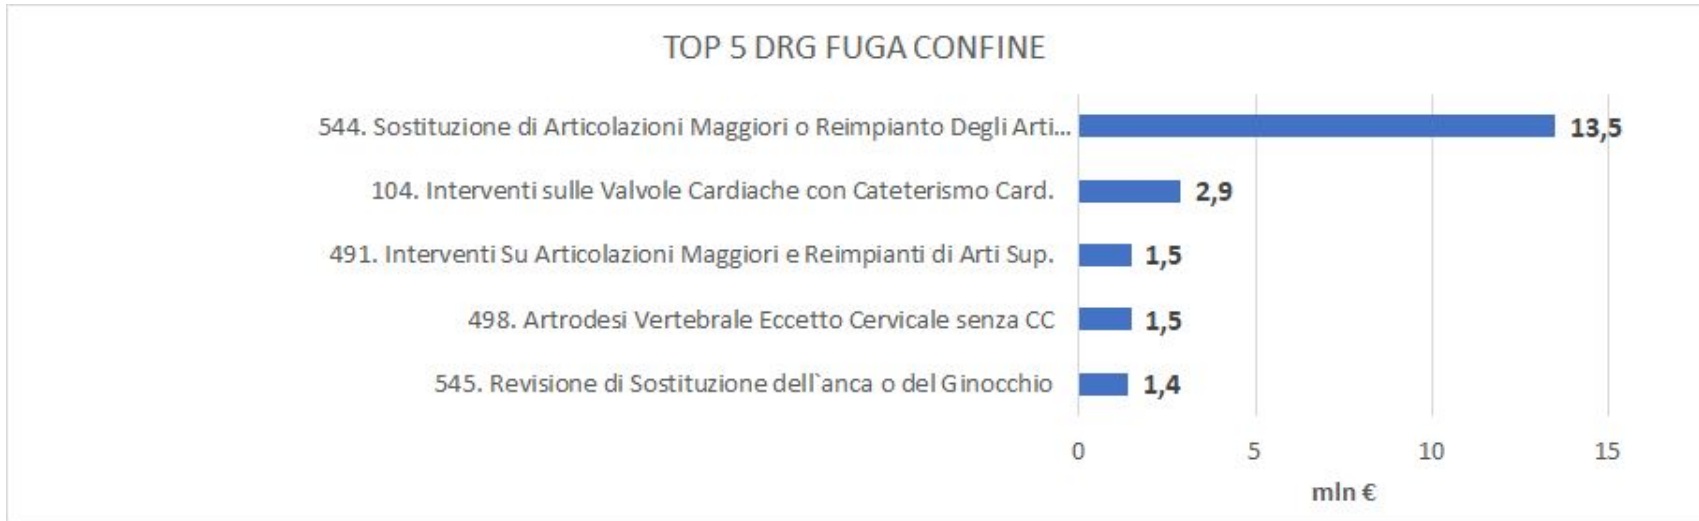 TOP 5 DRG FUGA CONFINE
544. Sostituzione di Articolazioni Maggiori o Reimpianto Degli Arti... 13,5
104. Interventi sulle Valvole Cardiache con Cateterismo Card. 2,9
491. Interventi Su Articolazioni Maggiori e Reimpianti di Arti Sup. 1,5
498. Artrodesi Vertebrale Eccetto Cervicale senza CC 1,5
545. Revisione di Sostituzione dell`anca o del Ginocchio 1,4
0 5 10 15
mln €